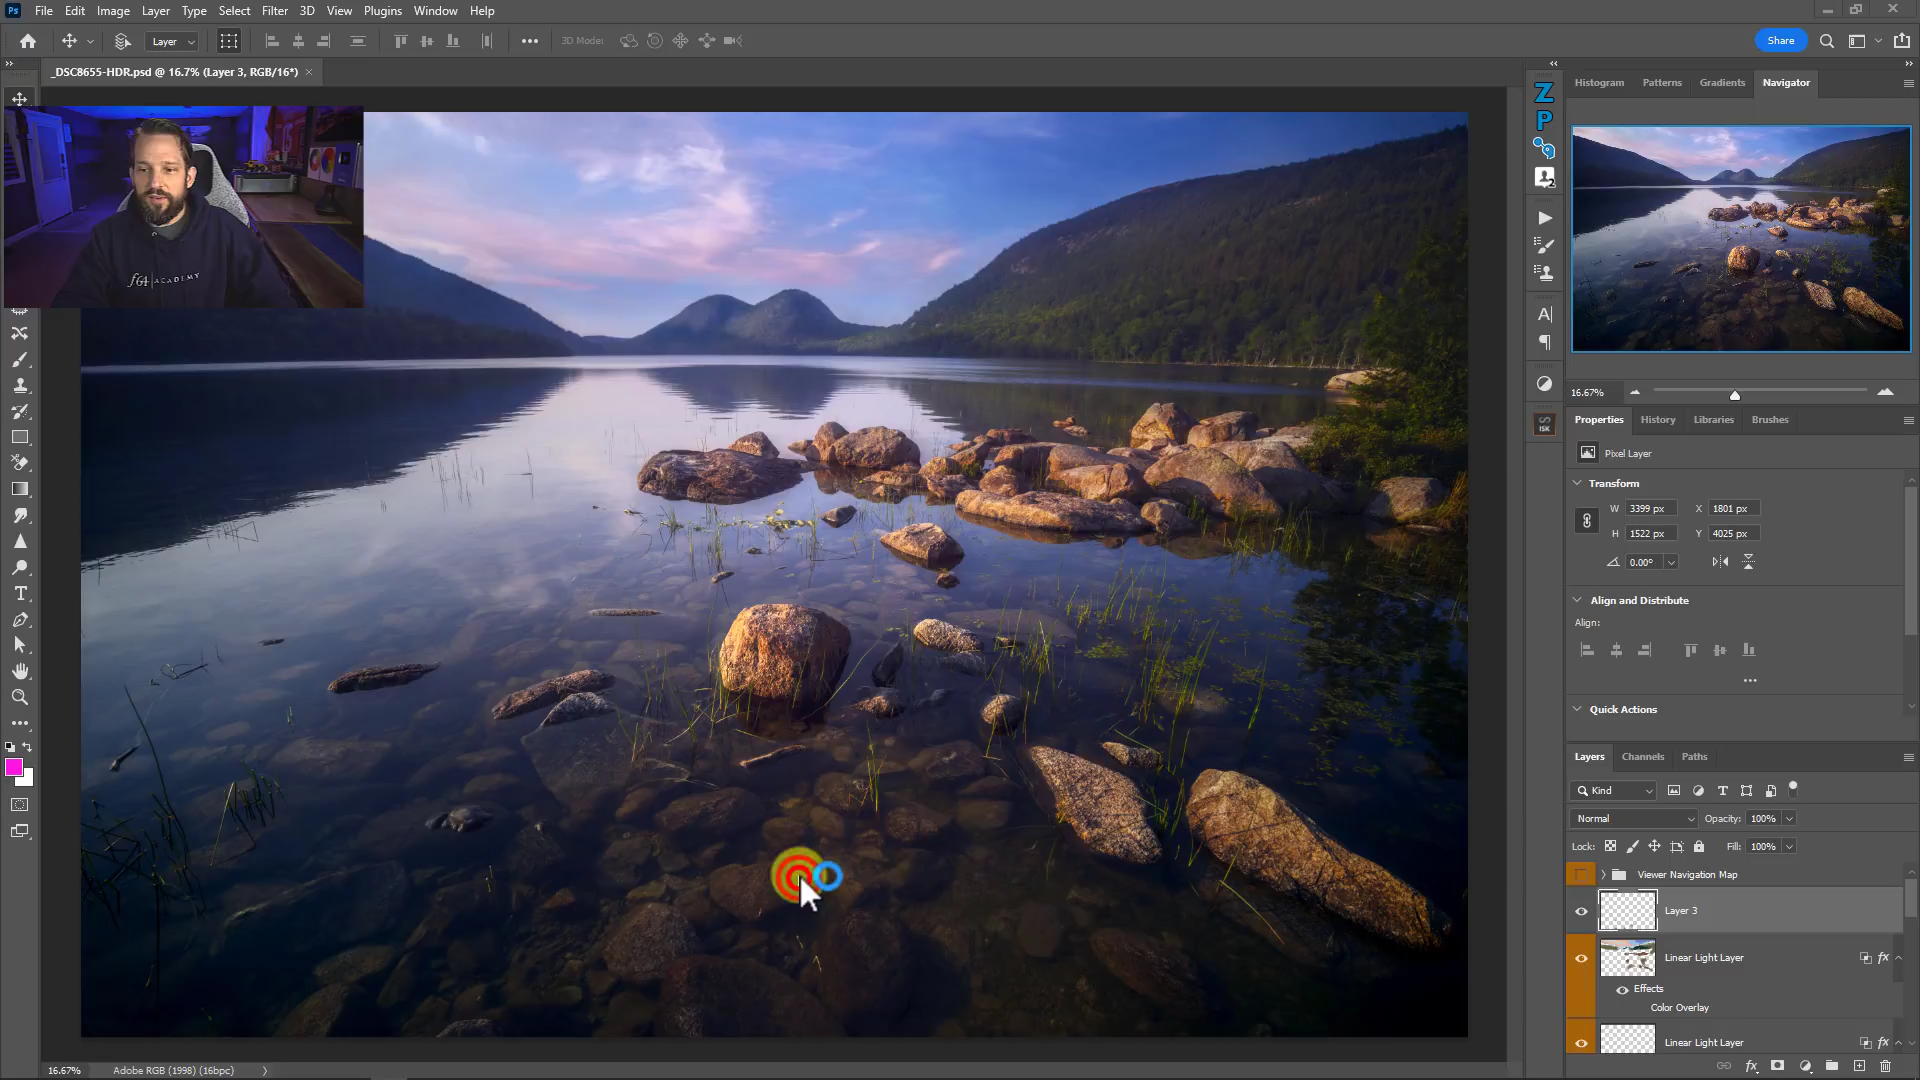 Ps File Edit Image Layer Type Select Filter 3D View Plugins Window Help
Layer 3D Mode: Share
_DSC8655-HDR.psd @ 16.7% (Layer 3, RGB/16*) ×
Histogram Patterns Gradients Navigator
f64 ACADEMY
16.67%
Properties History Libraries Brushes
Pixel Layer
Transform
W 3399 px X 1801 px
H 1522 px Y 4025 px
0.00°
Align and Distribute
Align:
Quick Actions
Layers Channels Paths
Kind
Normal Opacity: 100%
Lock: Fill: 100%
Viewer Navigation Map
Layer 3
Linear Light Layer fx
Effects
Color Overlay
Linear Light Layer fx
16.67% Adobe RGB (1998) (16bpc)